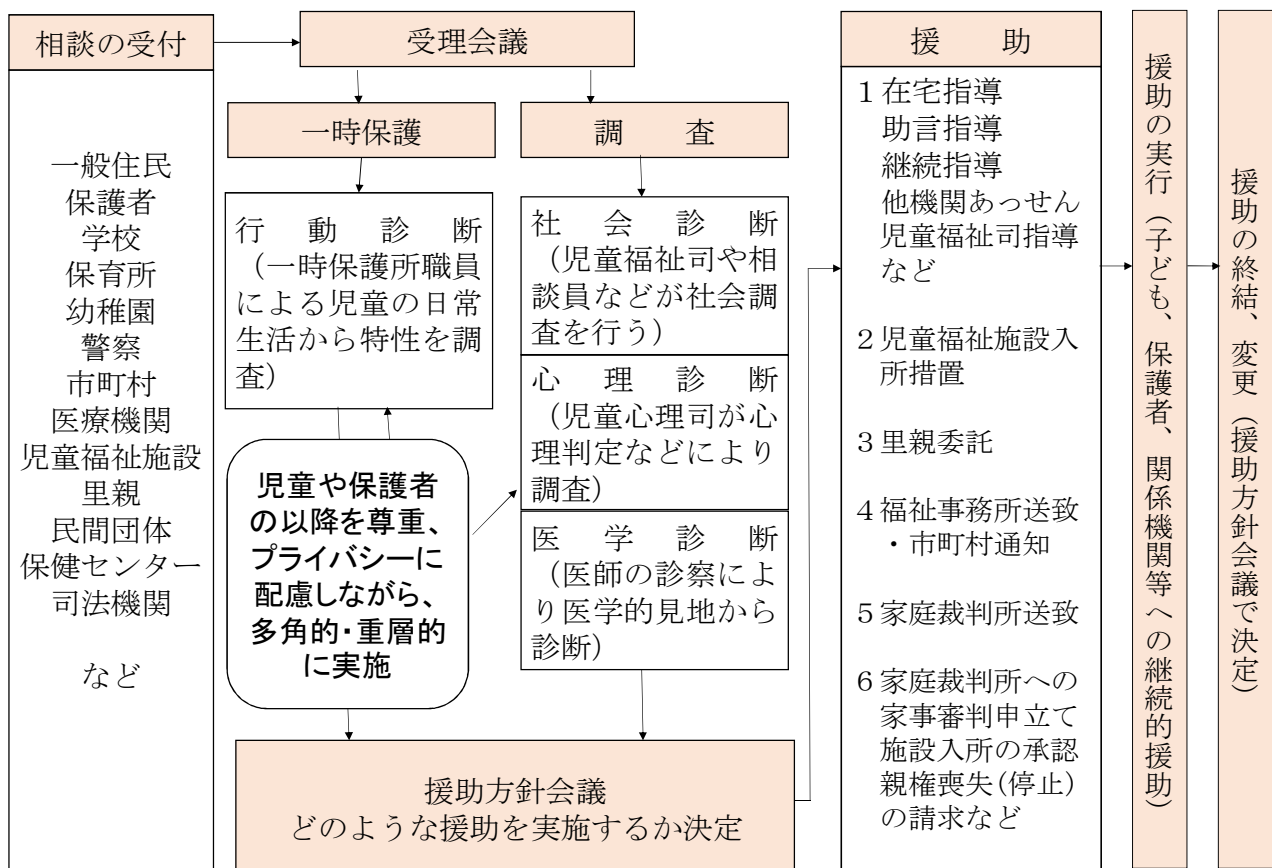 相談の受付
一般住民
保護者
学校
保育所
幼稚園
警察
市町村
医療機関
児童福祉施設
里親
民間団体
保健センター
司法機関
など
受理会議
一時保護
行動診断
（一時保護所職員
による児童の日常
生活から特性を調
査）
児童や保護者
の以降を尊重、
プライバシーに
配慮しながら、
多角的・重層的
に実施
調査
社会診断
（児童福祉司や相
談員などが社会調
査を行う）
心理診断
（児童心理司が心
理判定などにより
調査）
医学診断
（医師の診察によ
り医学的見地から
診断）
援助方針会議
どのような援助を実施するか決定
援助
１在宅指導
助言指導
継続指導
他機関あっせん
児童福祉司指導
など
２児童福祉施設入
所措置
３里親委託
４福祉事務所送致
・市町村通知
５家庭裁判所送致
６家庭裁判所への
家事審判申立て
施設入所の承認
親権喪失(停止)
の請求など
援助の実行（子ども、保護者、関係機関等への継続的援助）
援助の終結、変更（援助方針会議で決定）